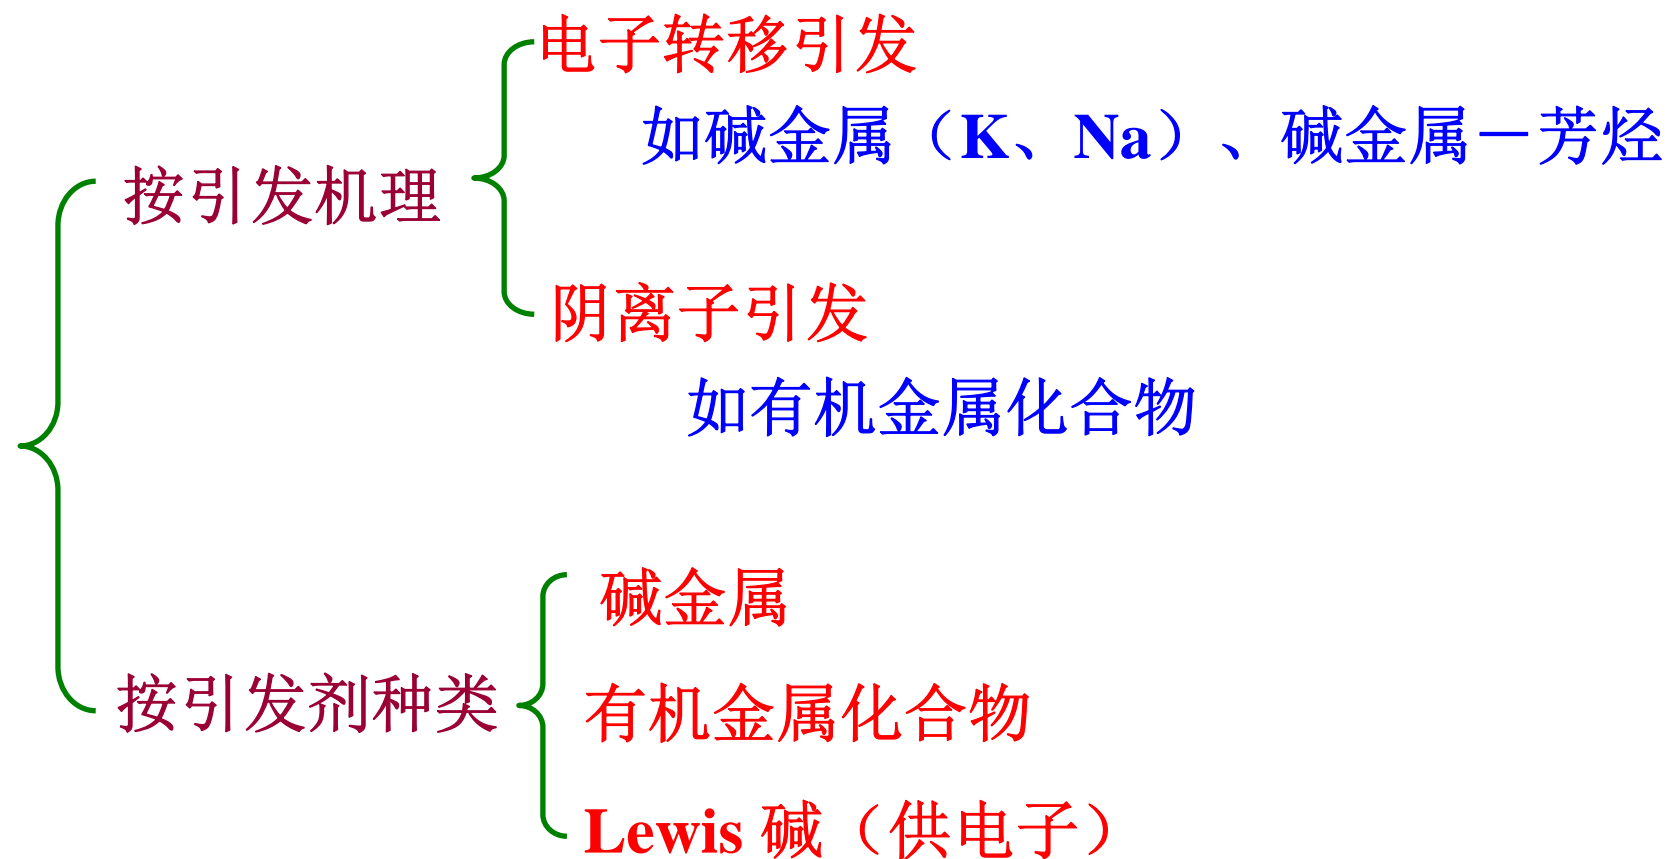 电子转移引发
如碱金属（K、Na）、碱金属－芳烃
按引发机理
阴离子引发
如有机金属化合物
碱金属
按引发剂种类
有机金属化合物
Lewis 碱（供电子）